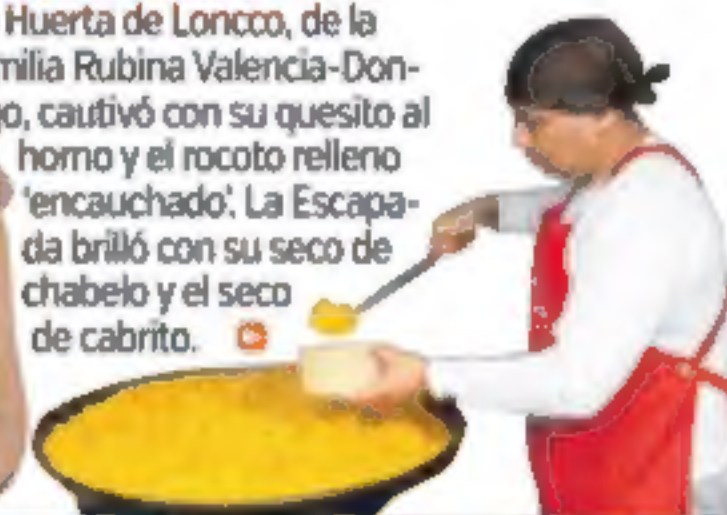 Huerta de Loncco, de la
milia Rubina Valencia-Don-
go, cautivó con su quesito al
horno y el rocoto relleno
'encauchado'. La Escapa-
da brilló con su seco de
chabelo y el seco
de cabrito.